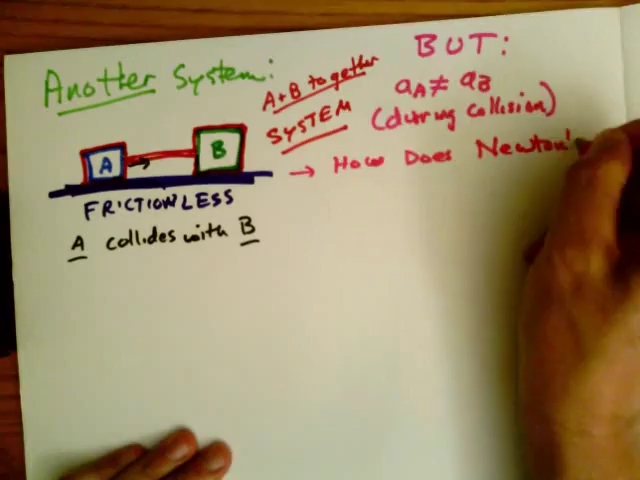 Another System:
A+B together
SYSTEM
BUT:
aA ≠ aB
(during collision)
→ How Does Newton's
A
B
FRICTIONLESS
A collides with B